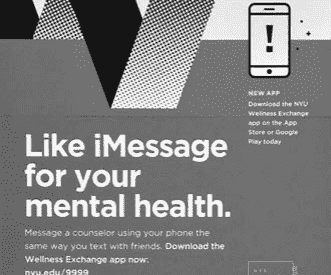 !
NEW APP
Download the NYU
Wellness Exchange
app on the App
Store or Google
Play today
Like iMessage
for your
mental health.
Message a counselor using your phone the
same way you text with friends. Download the
Wellness Exchange app now:
nyu.edu/9999